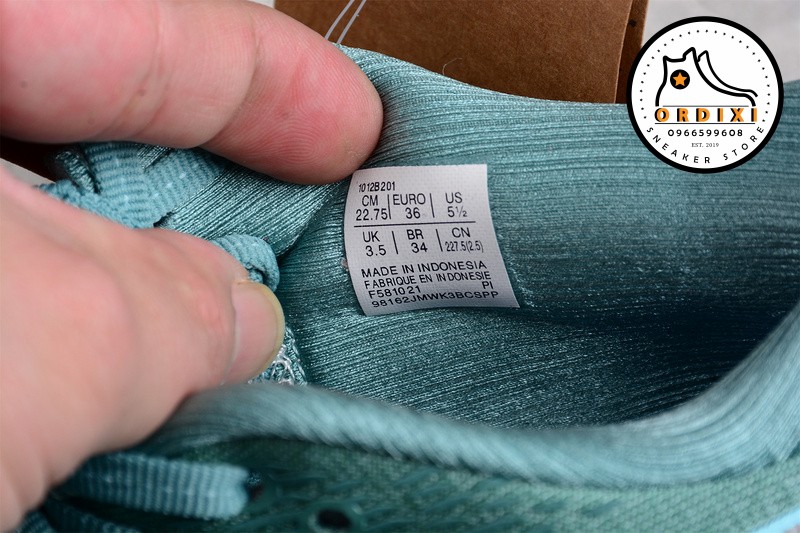 ORDIXI
0966599608
SNEAKER STORE
EST. 2019
1012B201
CM | EURO | US
22.75 | 36 | 5½
UK | BR | CN
3.5 | 34 | 227.5(2.5)
MADE IN INDONESIA
FABRIQUE EN INDONESIE
F581021 PI
98162JMWK3BCSPP